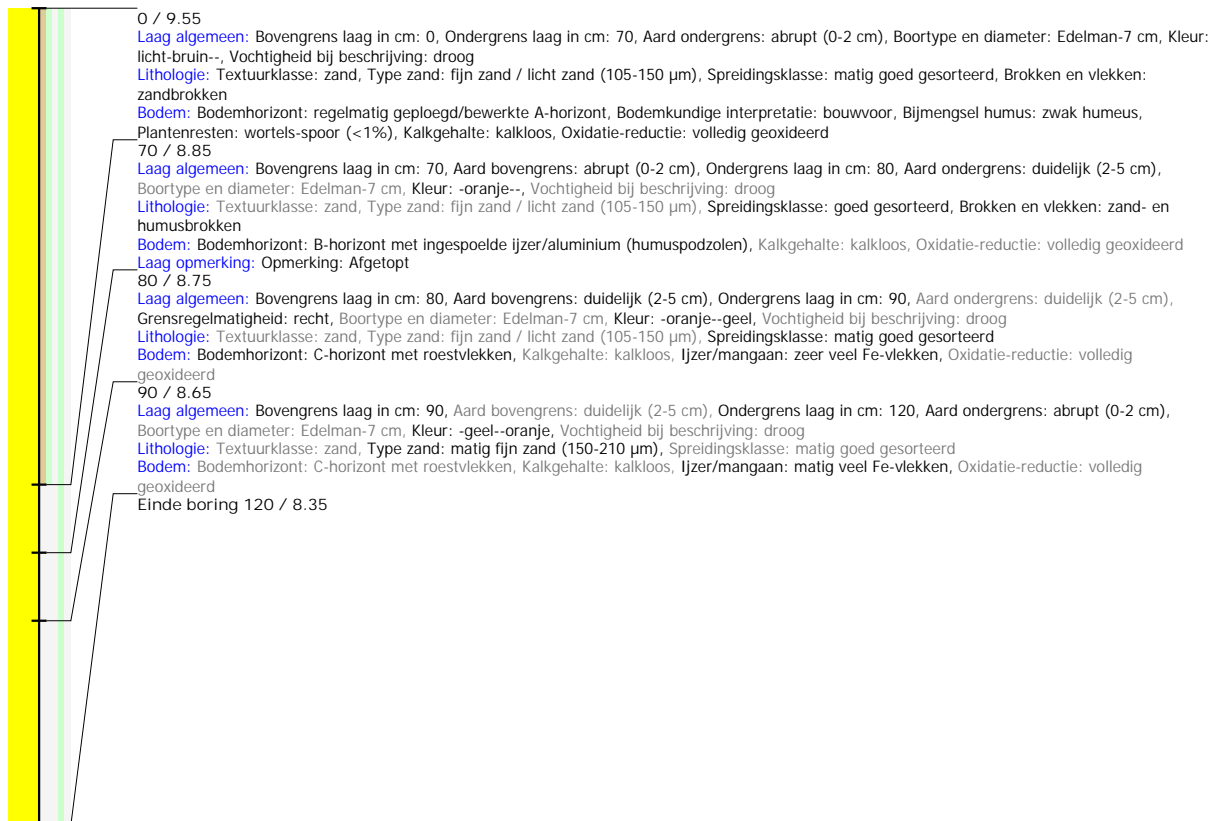 0 / 9.55
Laag algemeen: Bovengrens laag in cm: 0, Ondergrens laag in cm: 70, Aard ondergrens: abrupt (0-2 cm), Boortype en diameter: Edelman-7 cm, Kleur:
licht-bruin--, Vochtigheid bij beschrijving: droog
Lithologie: Textuurklasse: zand, Type zand: fijn zand / licht zand (105-150 µm), Spreidingsklasse: matig goed gesorteerd, Brokken en vlekken:
zandbrokken
Bodem: Bodemhorizont: regelmatig geploegd/bewerkte A-horizont, Bodemkundige interpretatie: bouwvoor, Bijmengsel humus: zwak humeus,
Plantenresten: wortels-spoor (<1%), Kalkgehalte: kalkloos, Oxidatie-reductie: volledig geoxideerd
70 / 8.85
Laag algemeen: Bovengrens laag in cm: 70, Aard bovengrens: abrupt (0-2 cm), Ondergrens laag in cm: 80, Aard ondergrens: duidelijk (2-5 cm),
Boortype en diameter: Edelman-7 cm, Kleur: -oranje--, Vochtigheid bij beschrijving: droog
Lithologie: Textuurklasse: zand, Type zand: fijn zand / licht zand (105-150 µm), Spreidingsklasse: goed gesorteerd, Brokken en vlekken: zand- en
humusbrokken
Bodem: Bodemhorizont: B-horizont met ingespoelde ijzer/aluminium (humuspodzolen), Kalkgehalte: kalkloos, Oxidatie-reductie: volledig geoxideerd
Laag opmerking: Opmerking: Afgetopt
80 / 8.75
Laag algemeen: Bovengrens laag in cm: 80, Aard bovengrens: duidelijk (2-5 cm), Ondergrens laag in cm: 90, Aard ondergrens: duidelijk (2-5 cm),
Grensregelmatigheid: recht, Boortype en diameter: Edelman-7 cm, Kleur: -oranje--geel, Vochtigheid bij beschrijving: droog
Lithologie: Textuurklasse: zand, Type zand: fijn zand / licht zand (105-150 µm), Spreidingsklasse: matig goed gesorteerd
Bodem: Bodemhorizont: C-horizont met roestvlekken, Kalkgehalte: kalkloos, Ijzer/mangaan: zeer veel Fe-vlekken, Oxidatie-reductie: volledig
geoxideerd
90 / 8.65
Laag algemeen: Bovengrens laag in cm: 90, Aard bovengrens: duidelijk (2-5 cm), Ondergrens laag in cm: 120, Aard ondergrens: abrupt (0-2 cm),
Boortype en diameter: Edelman-7 cm, Kleur: -geel--oranje, Vochtigheid bij beschrijving: droog
Lithologie: Textuurklasse: zand, Type zand: matig fijn zand (150-210 µm), Spreidingsklasse: matig goed gesorteerd
Bodem: Bodemhorizont: C-horizont met roestvlekken, Kalkgehalte: kalkloos, Ijzer/mangaan: matig veel Fe-vlekken, Oxidatie-reductie: volledig
geoxideerd
Einde boring 120 / 8.35